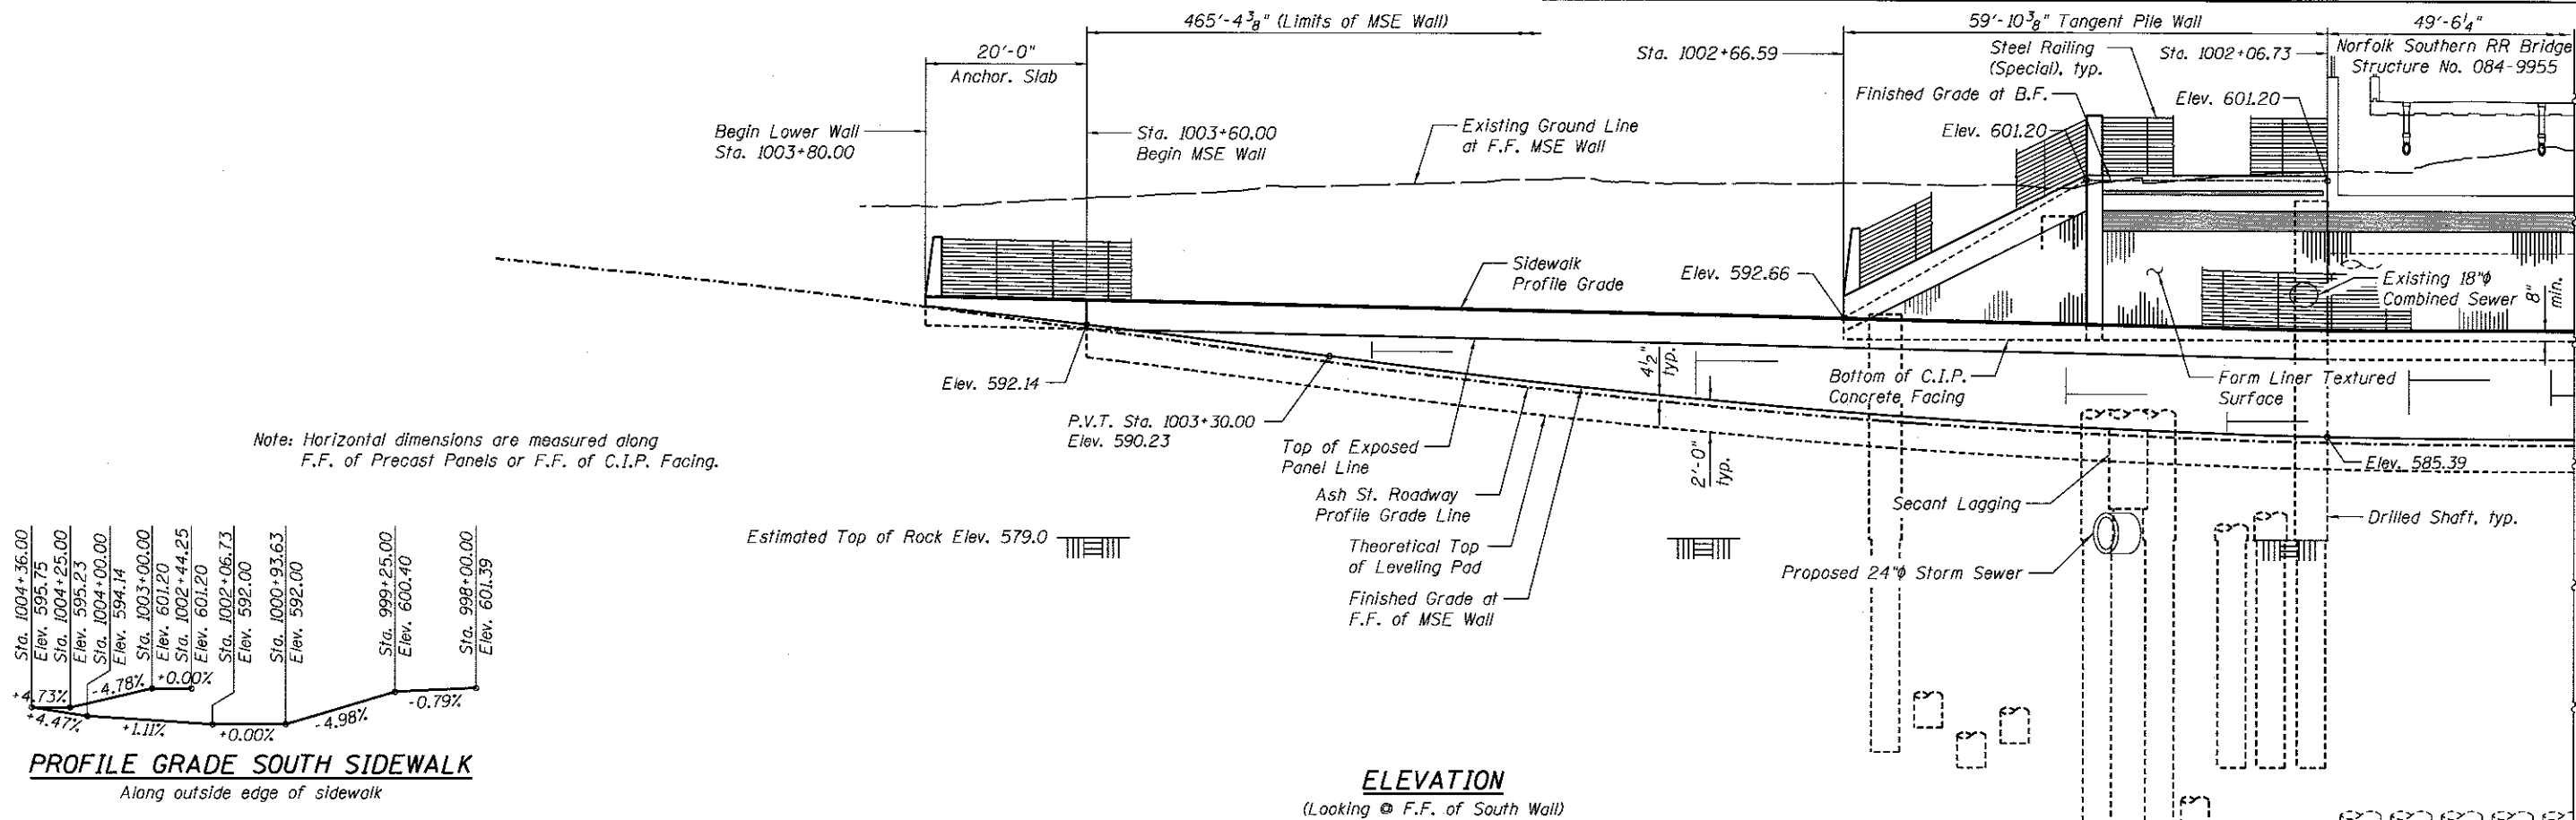 465'-4 3/8" (Limits of MSE Wall)
59'-10 3/8" Tangent Pile Wall
49'-6 1/4"
20'-0"
Anchor. Slab
Sta. 1002+66.59
Steel Railing
(Special), typ.
Sta. 1002+06.73
Norfolk Southern RR Bridge
Structure No. 084-9955
Finished Grade at B.F.
Elev. 601.20
Elev. 601.20
Begin Lower Wall
Sta. 1003+80.00
Sta. 1003+60.00
Begin MSE Wall
Existing Ground Line
at F.F. MSE Wall
Sidewalk
Profile Grade
Elev. 592.66
Existing 18"φ
Combined Sewer
8"
min.
Elev. 592.14
P.V.T. Sta. 1003+30.00
Elev. 590.23
4 1/2"
typ.
Bottom of C.I.P.
Concrete Facing
Form Liner Textured
Surface
Note: Horizontal dimensions are measured along
F.F. of Precast Panels or F.F. of C.I.P. Facing.
Top of Exposed
Panel Line
2'-0"
typ.
Elev. 585.39
Ash St. Roadway
Profile Grade Line
Secant Lagging
Drilled Shaft, typ.
Estimated Top of Rock Elev. 579.0
Theoretical Top
of Leveling Pad
Proposed 24"φ Storm Sewer
Finished Grade at
F.F. of MSE Wall
Sta. 1004+36.00
Elev. 595.75
Sta. 1004+25.00
Elev. 595.23
Sta. 1004+00.00
Elev. 594.14
Sta. 1003+00.00
Elev. 601.20
Sta. 1002+44.25
Elev. 601.20
Sta. 1002+06.73
Elev. 592.00
Sta. 1000+93.63
Elev. 592.00
Sta. 999+25.00
Elev. 600.40
Sta. 998+00.00
Elev. 601.39
+4.73%
-4.78%
+0.00%
+4.47%
+1.11%
+0.00%
-4.98%
-0.79%
PROFILE GRADE SOUTH SIDEWALK
Along outside edge of sidewalk
ELEVATION
(Looking @ F.F. of South Wall)